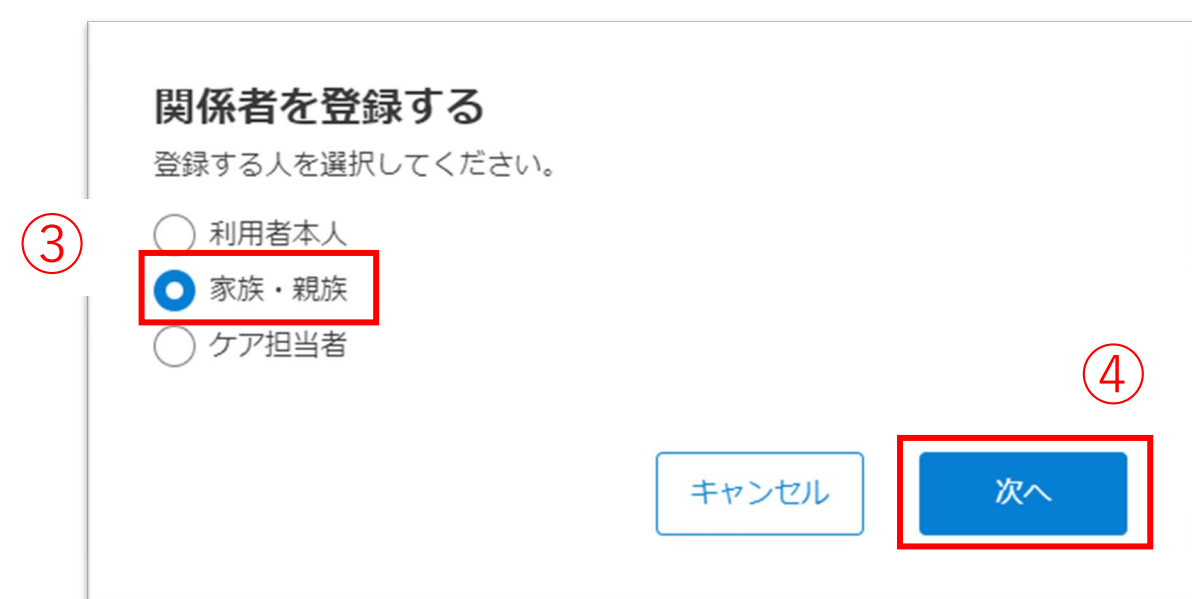 関係者を登録する
登録する人を選択してください。
利用者本人
③
家族・親族
ケア担当者
④
キャンセル
次へ